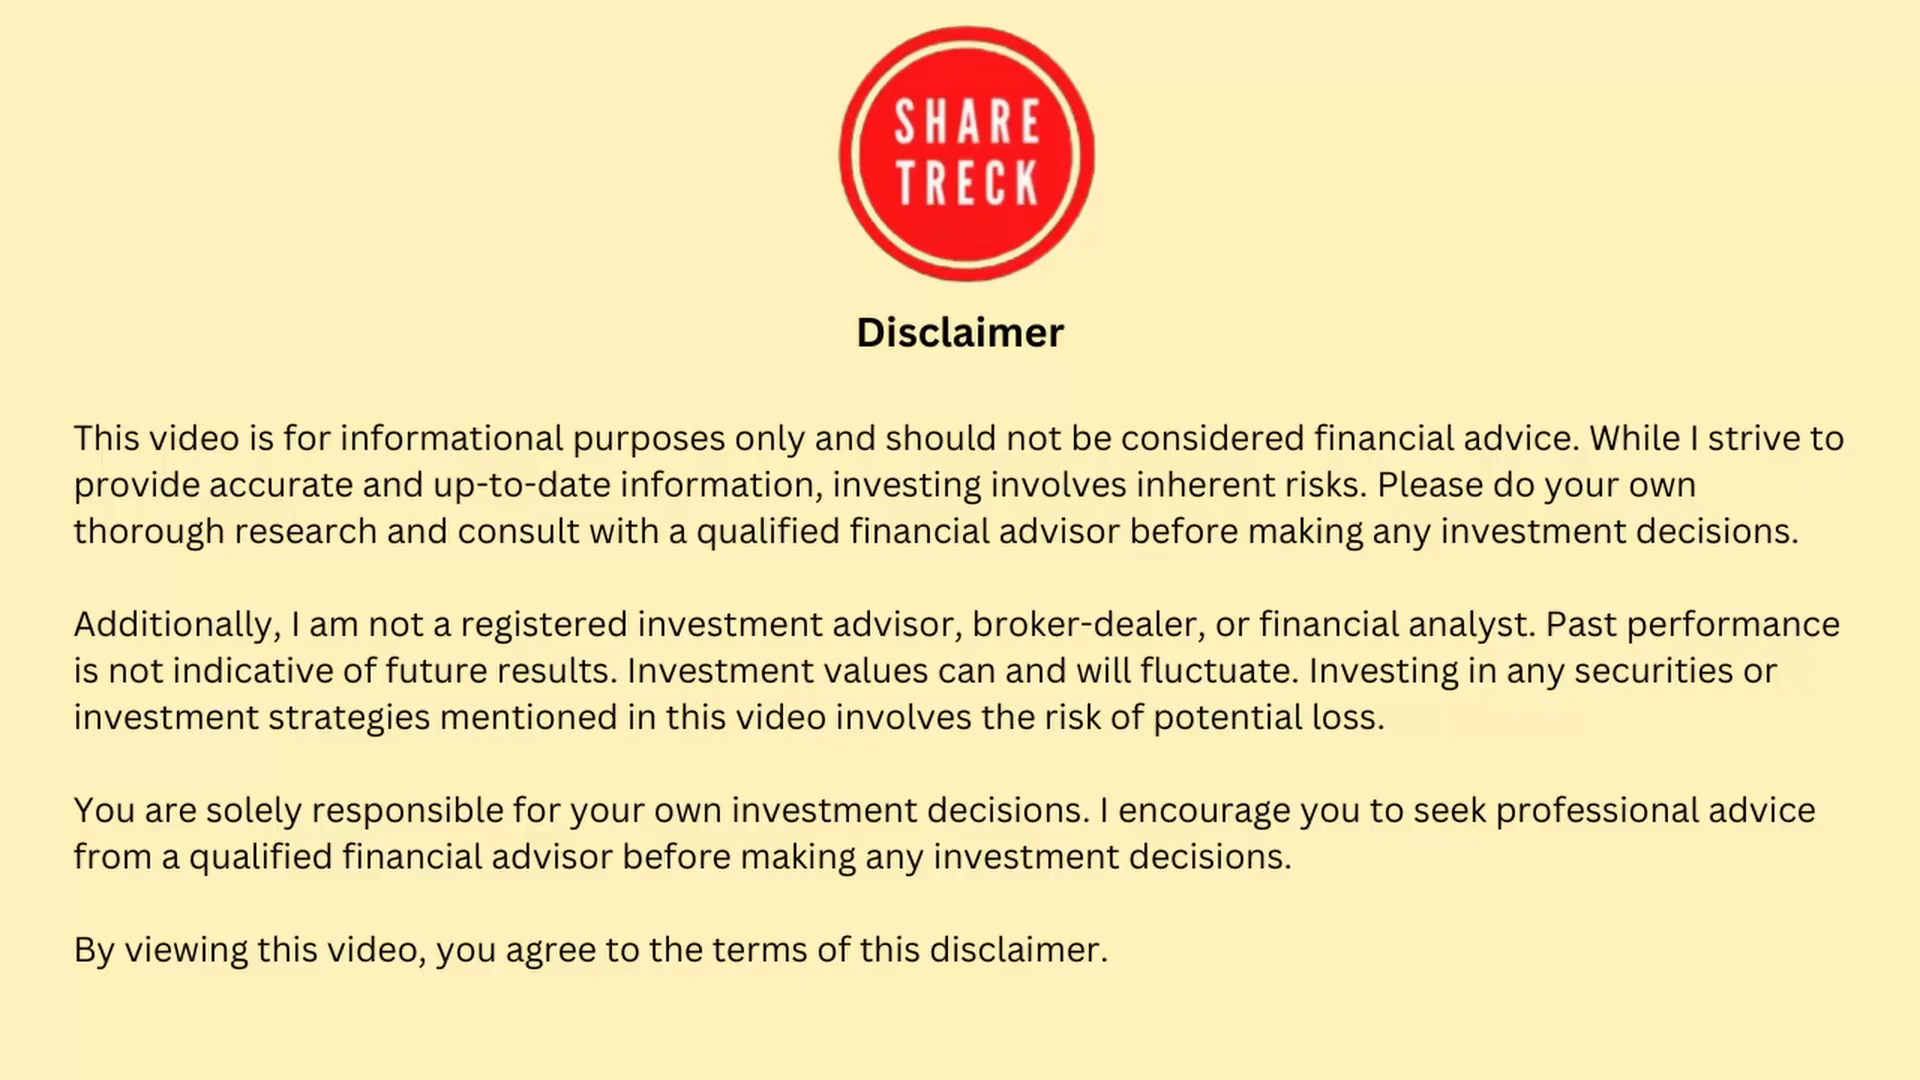 SHARE
TRECK
Disclaimer
This video is for informational purposes only and should not be considered financial advice. While I strive to
provide accurate and up-to-date information, investing involves inherent risks. Please do your own
thorough research and consult with a qualified financial advisor before making any investment decisions.
Additionally, I am not a registered investment advisor, broker-dealer, or financial analyst. Past performance
is not indicative of future results. Investment values can and will fluctuate. Investing in any securities or
investment strategies mentioned in this video involves the risk of potential loss.
You are solely responsible for your own investment decisions. I encourage you to seek professional advice
from a qualified financial advisor before making any investment decisions.
By viewing this video, you agree to the terms of this disclaimer.